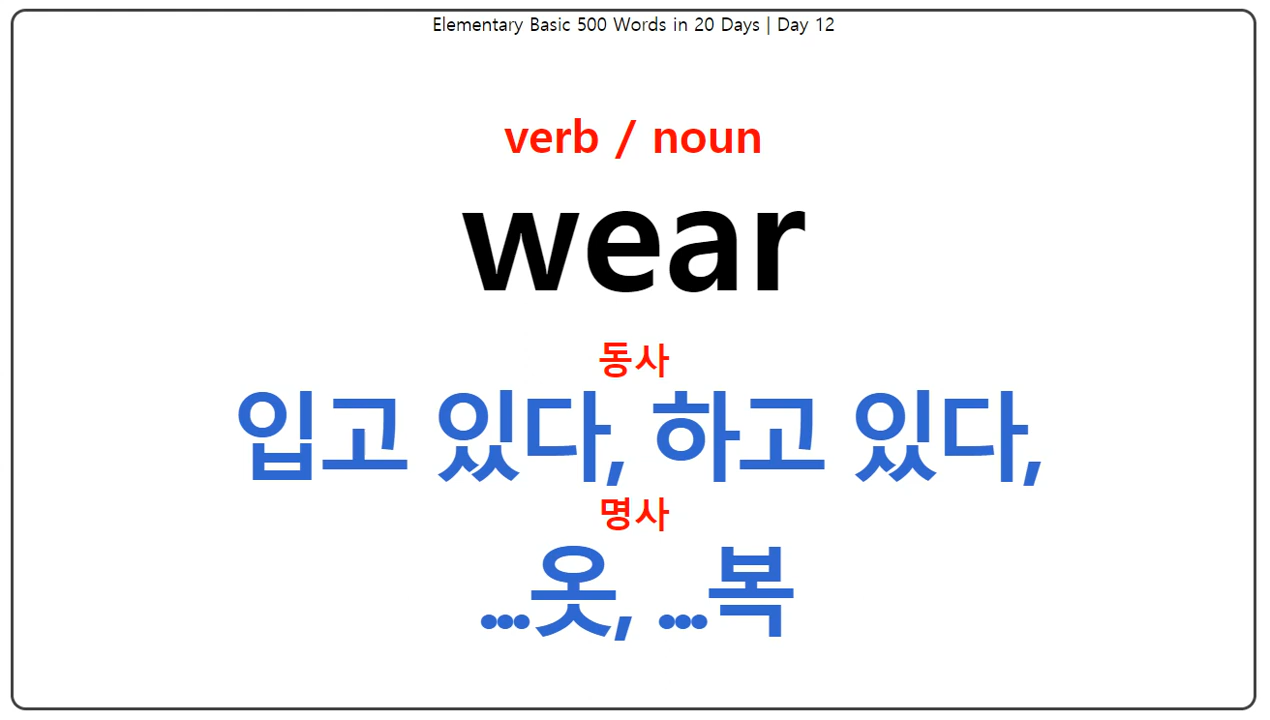 Elementary Basic 500 Words in 20 Days | Day 12
verb / noun
wear
동사
입고 있다, 하고 있다,
명사
...옷, ...복